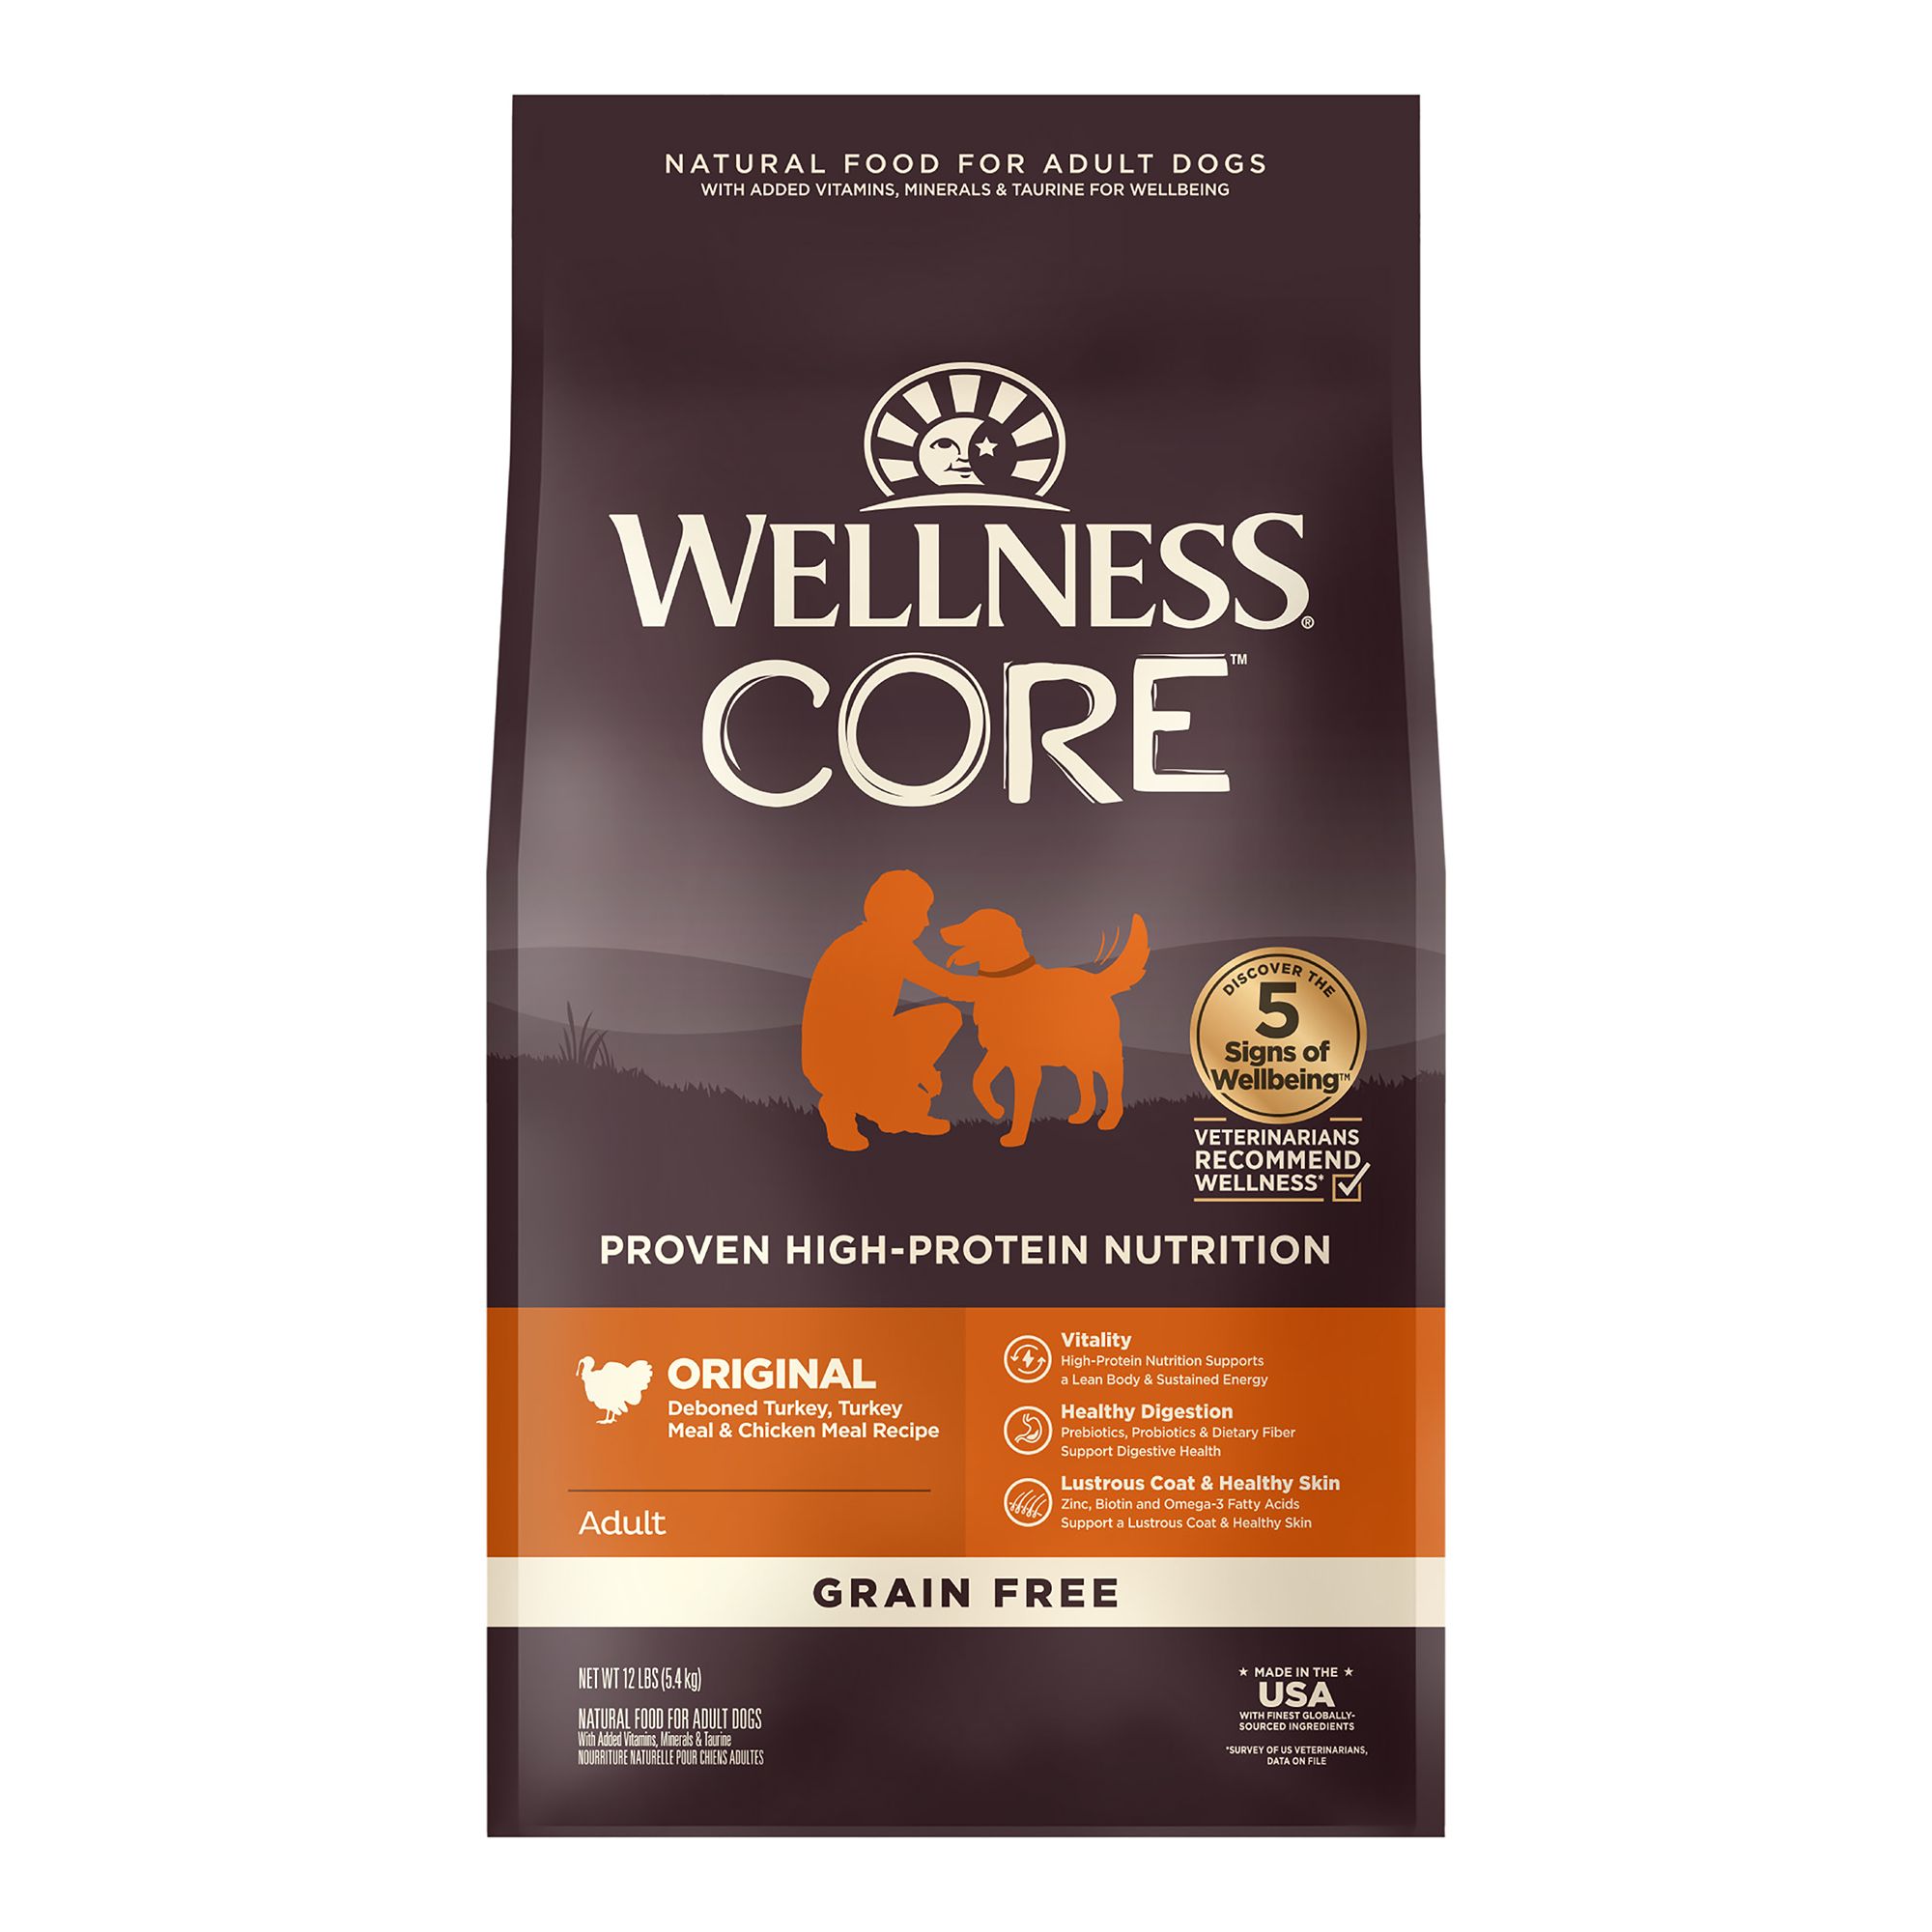 NATURAL FOOD FOR ADULT DOGS
WITH ADDED VITAMINS, MINERALS & TAURINE FOR WELLBEING
WELLNESS®
CORE™
DISCOVER THE
5
Signs of
Wellbeing™
VETERINARIANS
RECOMMEND
WELLNESS*
PROVEN HIGH-PROTEIN NUTRITION
ORIGINAL
Deboned Turkey, Turkey
Meal & Chicken Meal Recipe
Adult
Vitality
High-Protein Nutrition Supports
a Lean Body & Sustained Energy
Healthy Digestion
Prebiotics, Probiotics & Dietary Fiber
Support Digestive Health
Lustrous Coat & Healthy Skin
Zinc, Biotin and Omega-3 Fatty Acids
Support a Lustrous Coat & Healthy Skin
GRAIN FREE
NET WT 12 LBS (5.4 kg)
NATURAL FOOD FOR ADULT DOGS
With Added Vitamins, Minerals & Taurine
NOURRITURE NATURELLE POUR CHIENS ADULTES
★ MADE IN THE ★
USA
WITH FINEST GLOBALLY-
SOURCED INGREDIENTS
*SURVEY OF US VETERINARIANS,
DATA ON FILE